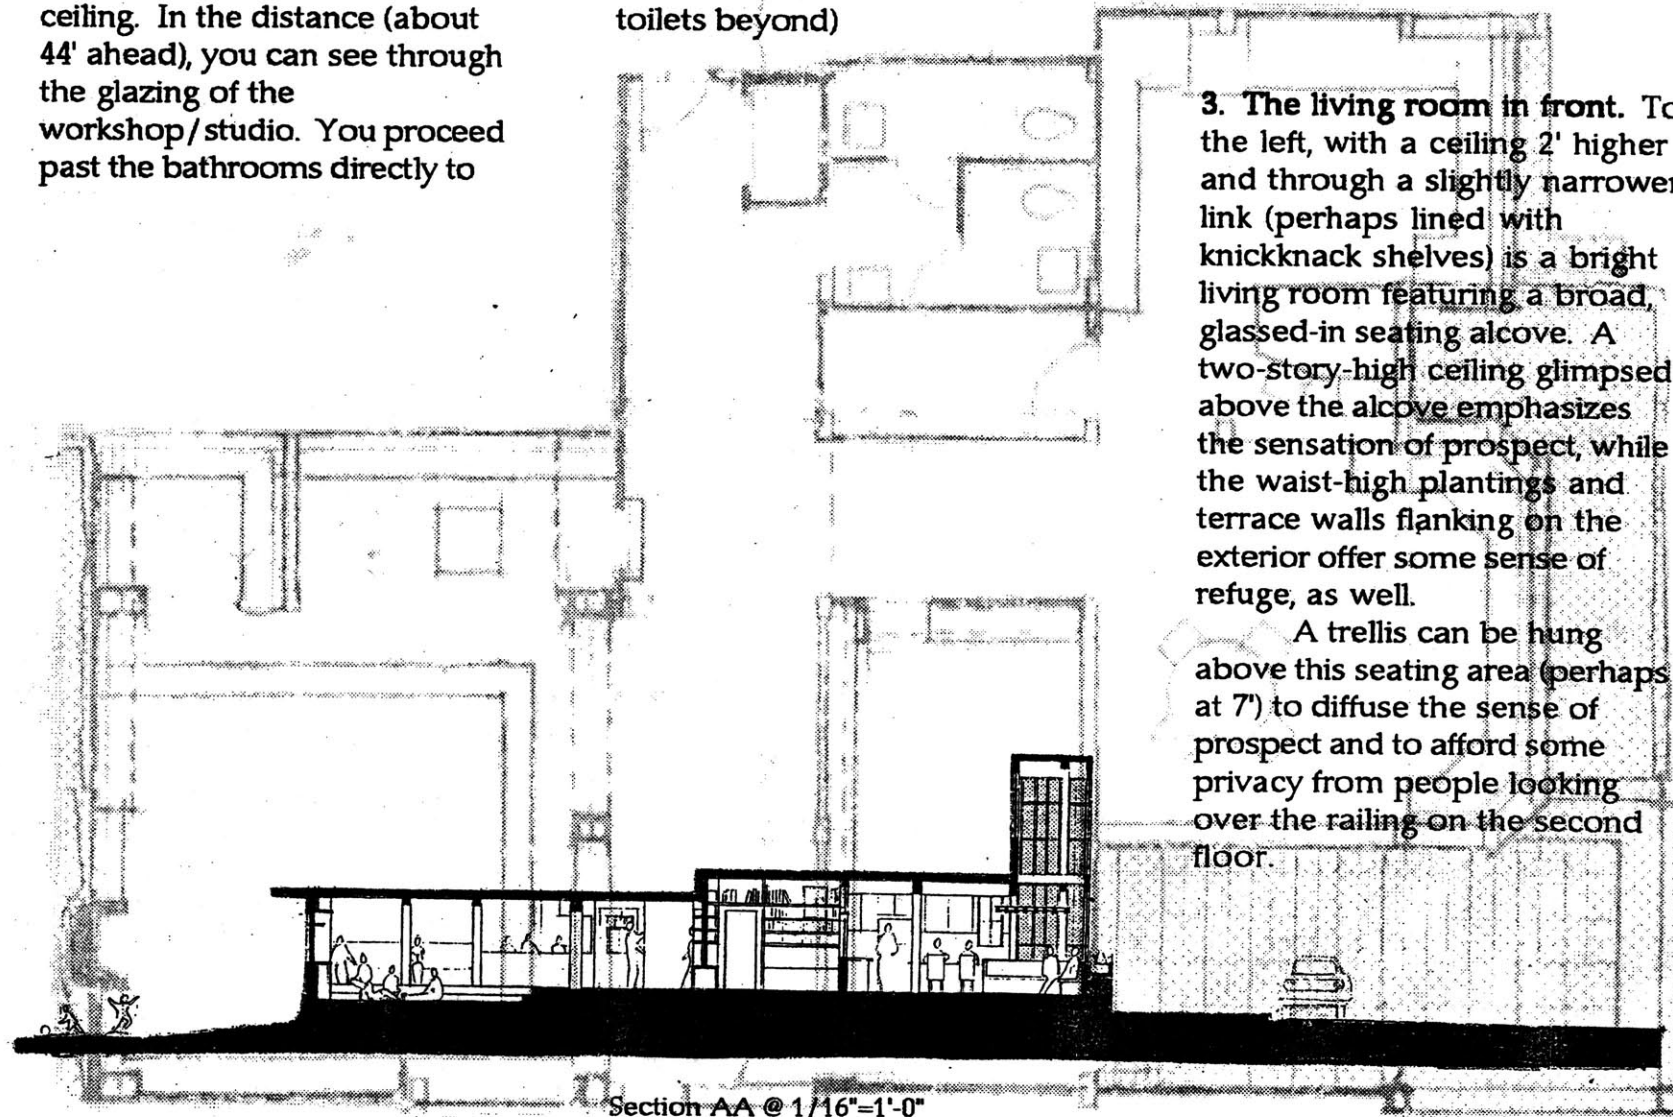 ceiling. In the distance (about
44' ahead), you can see through
the glazing of the
workshop/studio. You proceed
past the bathrooms directly to
toilets beyond)
3. The living room in front. To
the left, with a ceiling 2' higher
and through a slightly narrower
link (perhaps lined with
knickknack shelves) is a bright
living room featuring a broad,
glassed-in seating alcove. A
two-story-high ceiling glimpsed
above the alcove emphasizes
the sensation of prospect, while
the waist-high plantings and
terrace walls flanking on the
exterior offer some sense of
refuge, as well.
A trellis can be hung
above this seating area (perhaps
at 7') to diffuse the sense of
prospect and to afford some
privacy from people looking
over the railing on the second
floor.
Section AA @ 1/16"=1'-0"